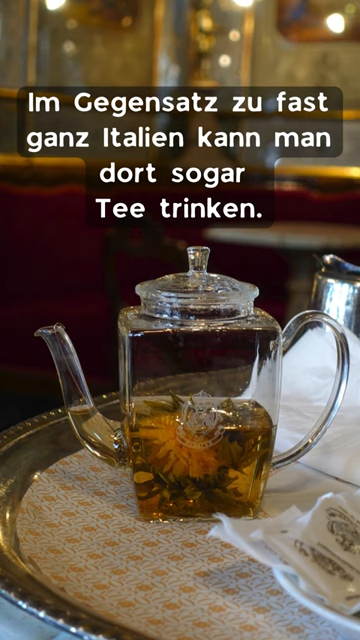 Im Gegensatz zu fast
ganz Italien kann man
dort sogar
Tee trinken.